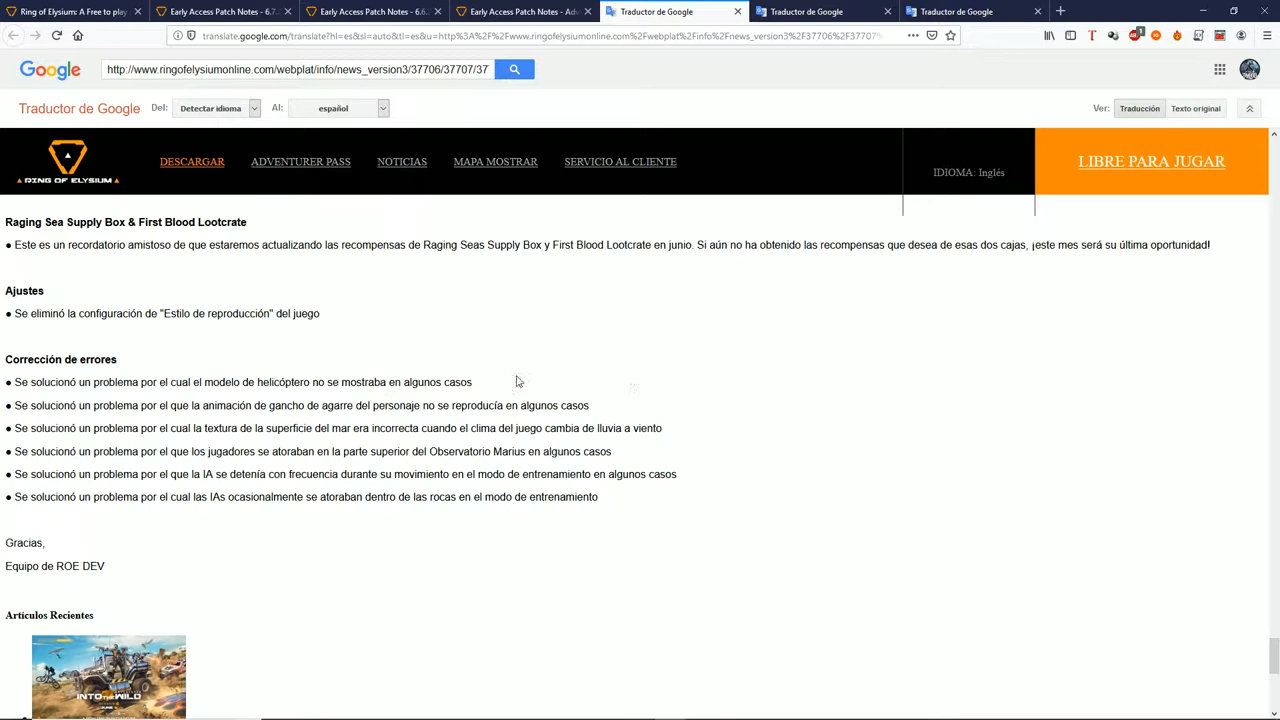 Ring of Elysium: A Free to play
Early Access Patch Notes - 6.7.
Early Access Patch Notes - 6.6.
Early Access Patch Notes - Adv
Traductor de Google
Traductor de Google
Traductor de Google
translate.google.com/translate?hl=es&sl=auto&tl=es&u=http%3A%2F%2Fwww.ringofelysiumonline.com%2Fwebplat%2Finfo%2Fnews_version3%2F37706%2F37707%
Google
http://www.ringofelysiumonline.com/webplat/info/news_version3/37706/37707/37
Traductor de Google
Del:
Detectar idioma
Al:
español
Ver:
Traducción
Texto original
RING OF ELYSIUM
DESCARGAR
ADVENTURER PASS
NOTICIAS
MAPA MOSTRAR
SERVICIO AL CLIENTE
IDIOMA: Inglés
LIBRE PARA JUGAR
Raging Sea Supply Box & First Blood Lootcrate
● Este es un recordatorio amistoso de que estaremos actualizando las recompensas de Raging Seas Supply Box y First Blood Lootcrate en junio. Si aún no ha obtenido las recompensas que desea de esas dos cajas, ¡este mes será su última oportunidad!
Ajustes
● Se eliminó la configuración de "Estilo de reproducción" del juego
Corrección de errores
● Se solucionó un problema por el cual el modelo de helicóptero no se mostraba en algunos casos
● Se solucionó un problema por el que la animación de gancho de agarre del personaje no se reproducía en algunos casos
● Se solucionó un problema por el cual la textura de la superficie del mar era incorrecta cuando el clima del juego cambia de lluvia a viento
● Se solucionó un problema por el que los jugadores se atoraban en la parte superior del Observatorio Marius en algunos casos
● Se solucionó un problema por el que la IA se detenía con frecuencia durante su movimiento en el modo de entrenamiento en algunos casos
● Se solucionó un problema por el cual las IAs ocasionalmente se atoraban dentro de las rocas en el modo de entrenamiento
Gracias,
Equipo de ROE DEV
Artículos Recientes
INTO THE WILD